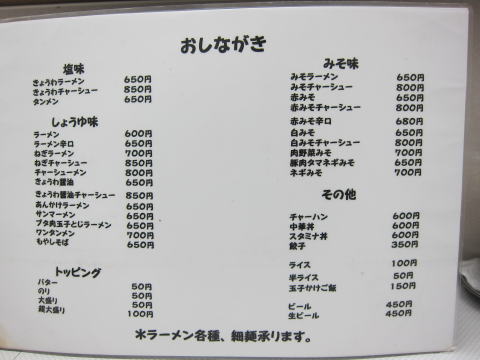 おしながき
塩味
きょうわラーメン 650円
きょうわチャーシュー 850円
タンメン 650円
しょうゆ味
ラーメン 600円
ラーメン辛口 650円
ねぎラーメン 700円
ねぎチャーシュー 850円
チャーシューメン 800円
きょうわ醤油 650円
きょうわ醤油チャーシュー 850円
あんかけラーメン 650円
サンマーメン 650円
ブタ肉玉子とじラーメン 650円
ワンタンメン 700円
もやしそば 650円
トッピング
バター 50円
のり 50円
大盛り 50円
超大盛り 100円
みそ味
みそラーメン 650円
みそチャーシュー 800円
赤みそ 650円
赤みそチャーシュー 800円
赤みそ辛口 680円
白みそ 650円
白みそチャーシュー 800円
肉野菜みそ 700円
豚肉タマネギみそ 650円
ネギみそ 700円
その他
チャーハン 600円
中華丼 600円
スタミナ丼 600円
餃子 350円
ライス 100円
半ライス 50円
玉子かけご飯 150円
ビール 450円
生ビール 450円
＊ラーメン各種、細麺承ります。